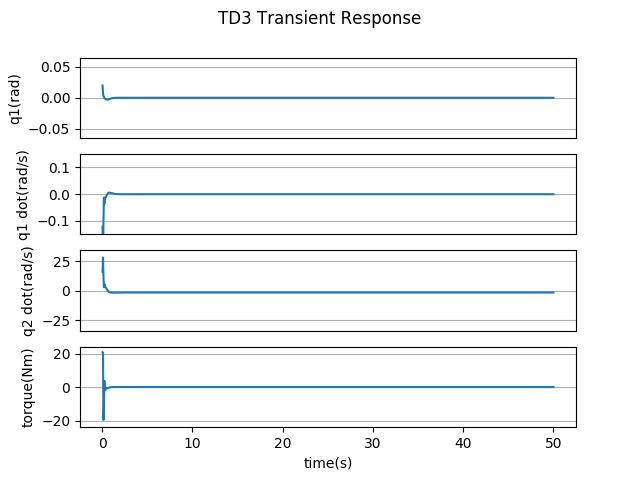 TD3 Transient Response
q1(rad)
0.05
0.00
−0.05
q1 dot(rad/s)
0.1
0.0
−0.1
q2 dot(rad/s)
25
0
−25
torque(Nm)
20
0
−20
0 10 20 30 40 50
time(s)